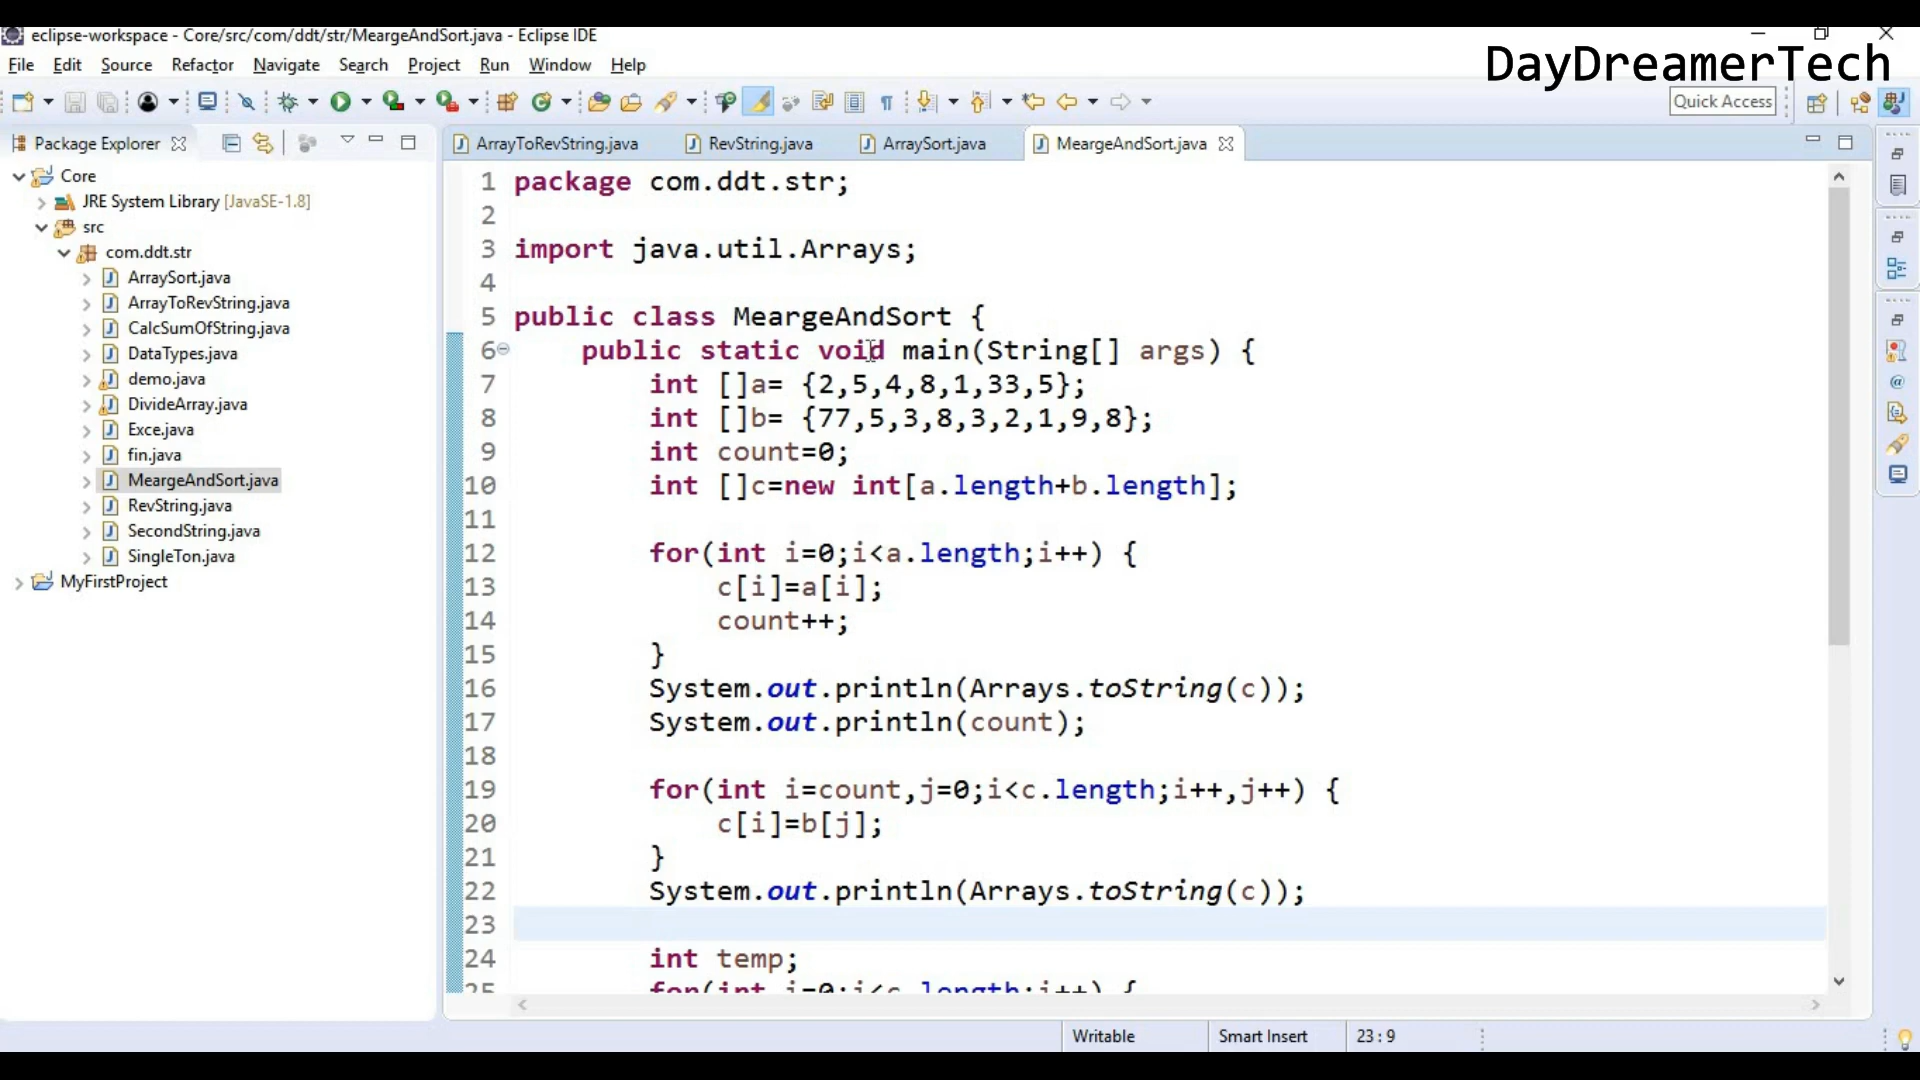 eclipse-workspace - Core/src/com/ddt/str/MeargeAndSort.java - Eclipse IDE
DayDreamerTech
File Edit Source Refactor Navigate Search Project Run Window Help
Quick Access
Package Explorer
ArrayToRevString.java RevString.java ArraySort.java MeargeAndSort.java
Core
JRE System Library [JavaSE-1.8]
src
com.ddt.str
ArraySort.java
ArrayToRevString.java
CalcSumOfString.java
DataTypes.java
demo.java
DivideArray.java
Exce.java
fin.java
MeargeAndSort.java
RevString.java
SecondString.java
SingleTon.java
MyFirstProject
1 package com.ddt.str;
2
3 import java.util.Arrays;
4
5 public class MeargeAndSort {
6 public static void main(String[] args) {
7 int []a= {2,5,4,8,1,33,5};
8 int []b= {77,5,3,8,3,2,1,9,8};
9 int count=0;
10 int []c=new int[a.length+b.length];
11
12 for(int i=0;i<a.length;i++) {
13 c[i]=a[i];
14 count++;
15 }
16 System.out.println(Arrays.toString(c));
17 System.out.println(count);
18
19 for(int i=count,j=0;i<c.length;i++,j++) {
20 c[i]=b[j];
21 }
22 System.out.println(Arrays.toString(c));
23
24 int temp;
25 for(int i=0;i<c.length;i++) {
Writable Smart Insert 23 : 9